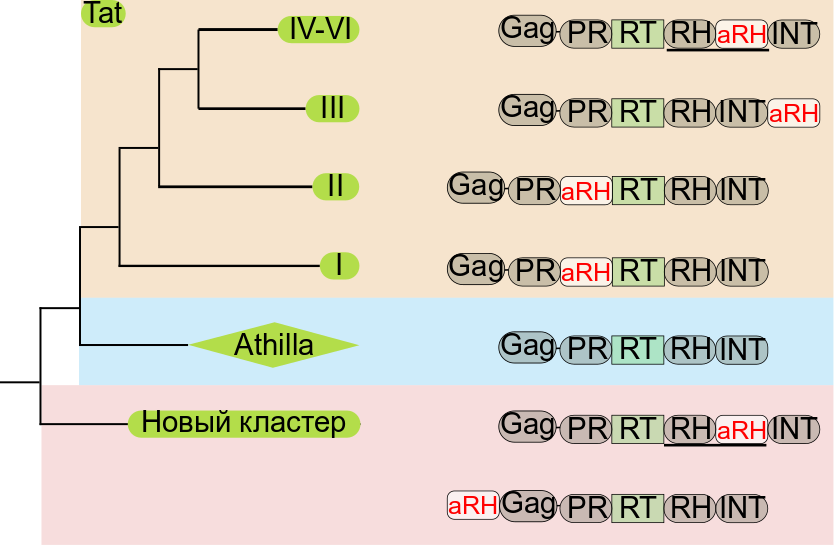 Tat
IV-VI Gag PR RT RH aRH INT
III Gag PR RT RH INT aRH
II Gag PR aRH RT RH INT
I Gag PR aRH RT RH INT
Athilla Gag PR RT RH INT
Новый кластер Gag PR RT RH aRH INT
aRH Gag PR RT RH INT